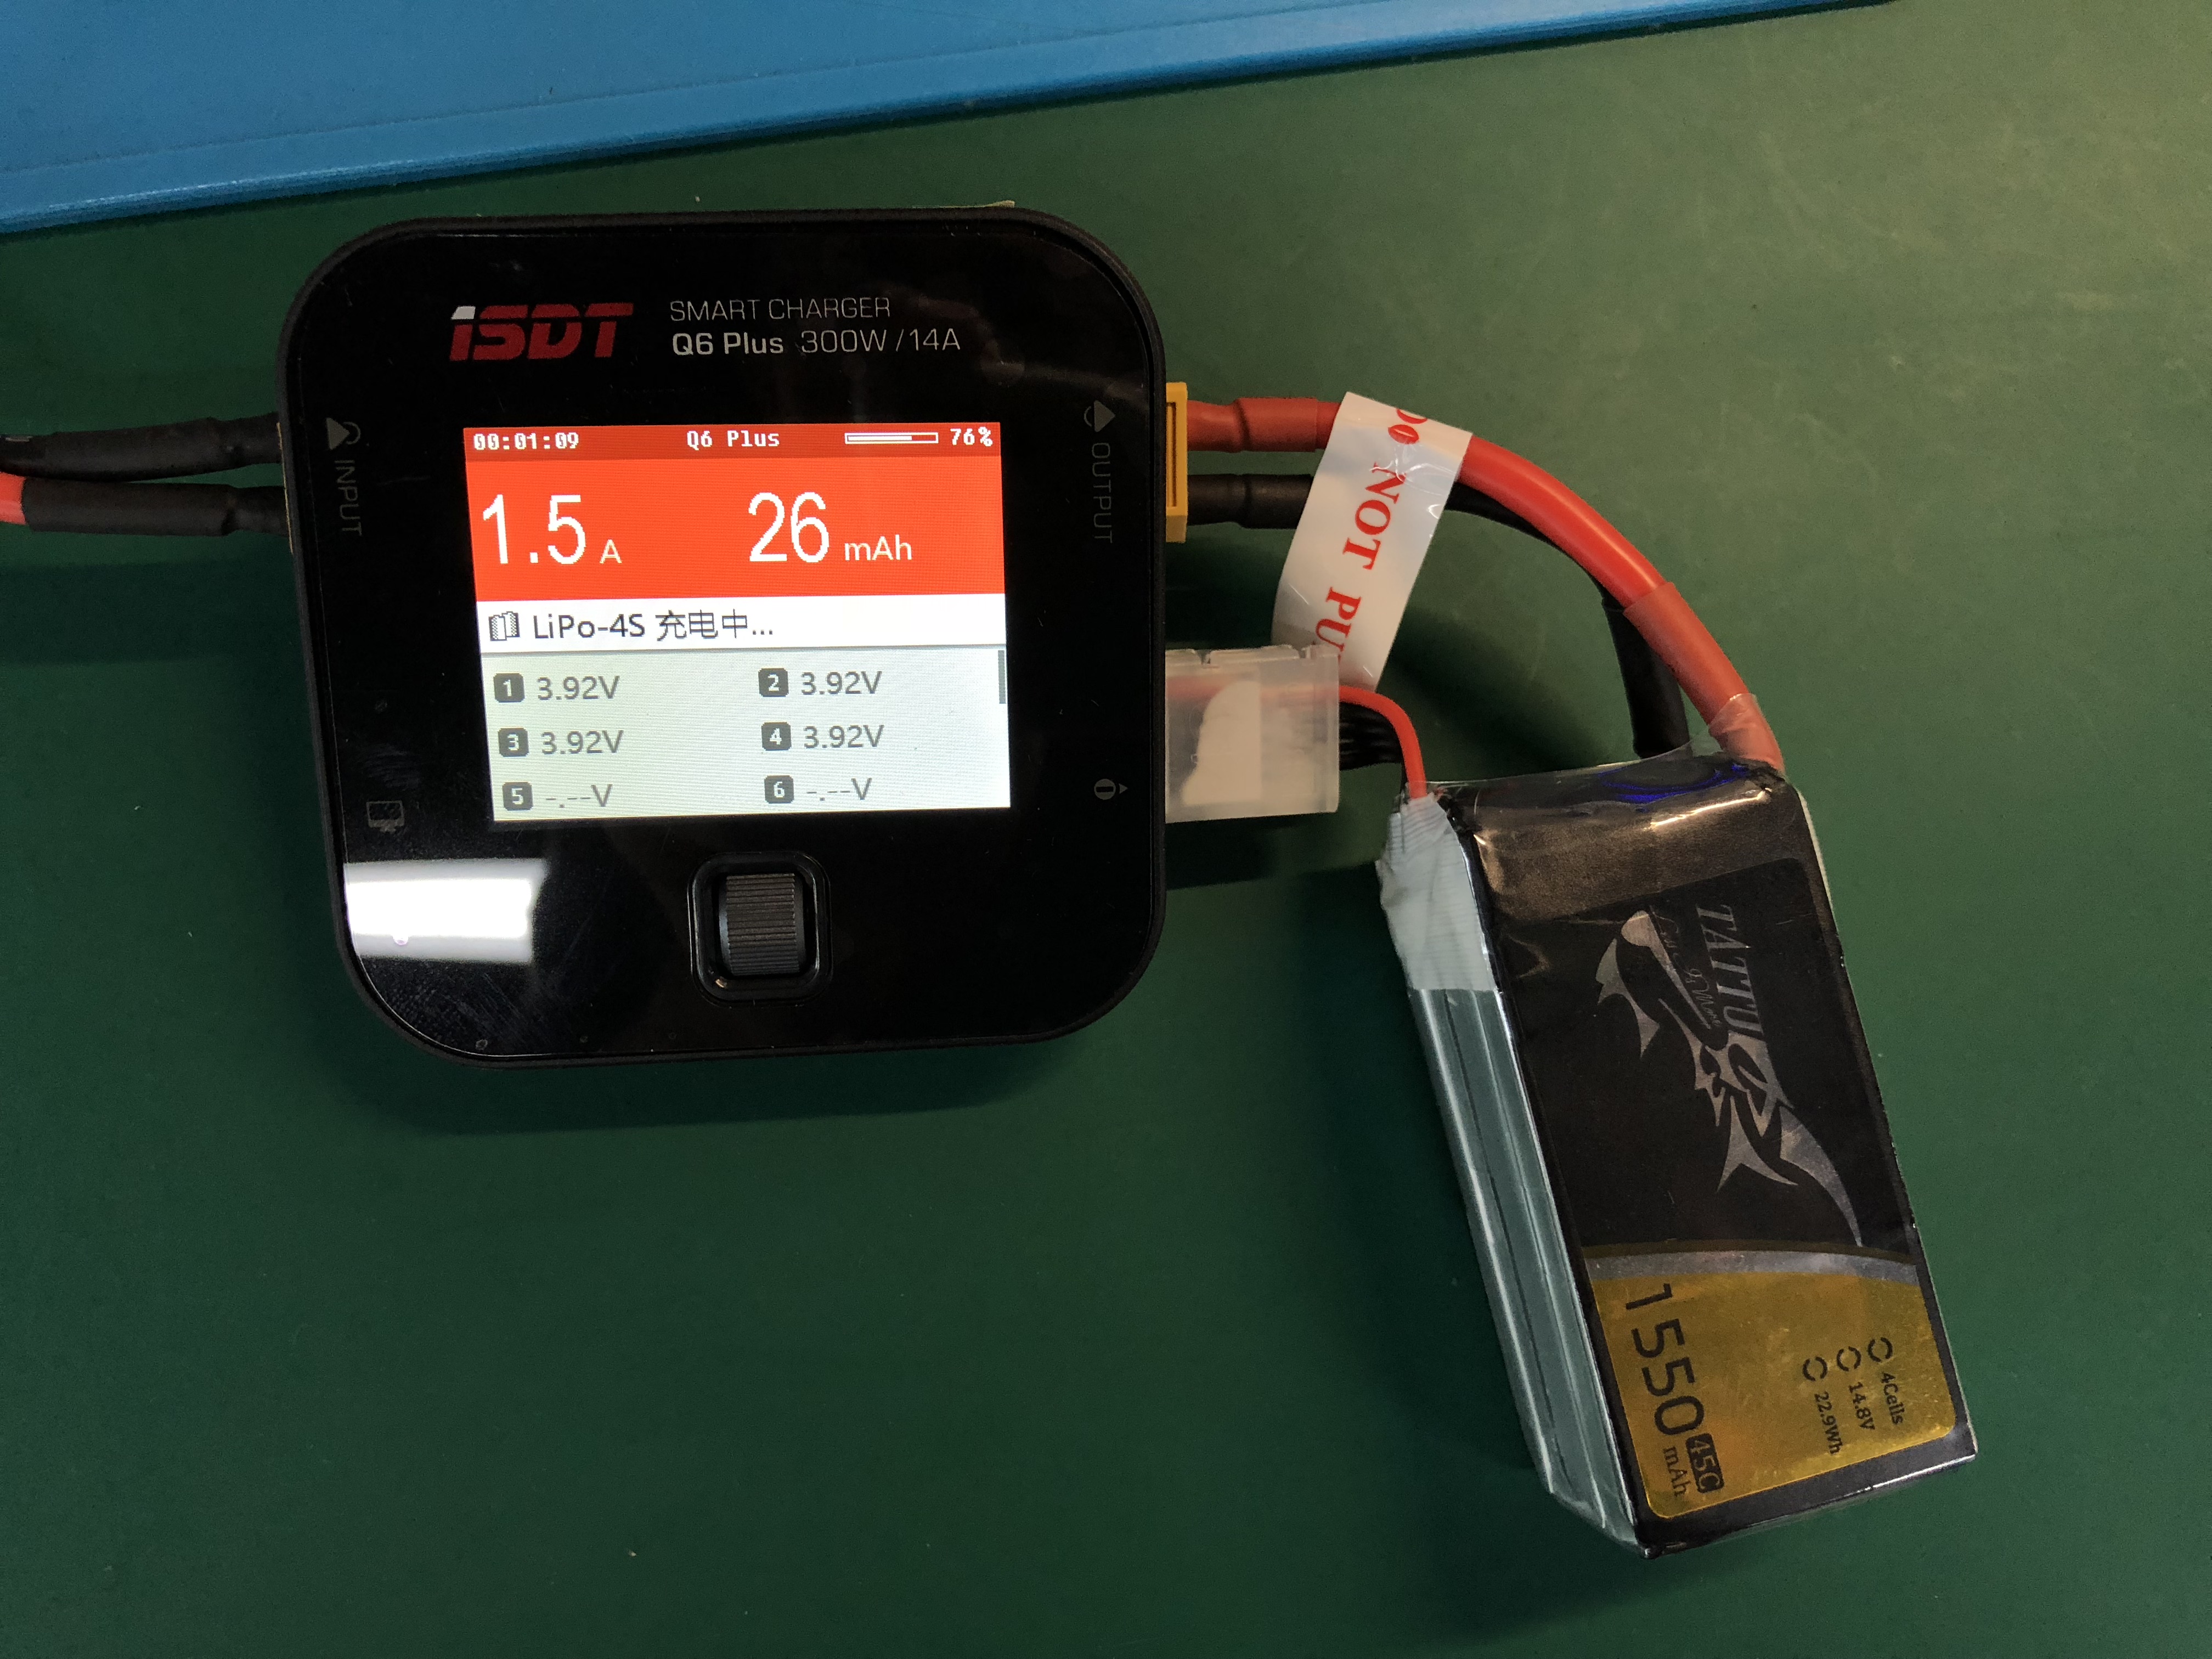 iSDT
SMART CHARGER
Q6 Plus 300W/14A
INPUT
OUTPUT
00:01:09 Q6 Plus 76%
1.5 A 26 mAh
LiPo-4S 充电中...
1 3.92V 2 3.92V
3 3.92V 4 3.92V
5 -.--V 6 -.--V
NOT
TATTU
1550
mAh
45C
4Cells
14.8V
22.9Wh